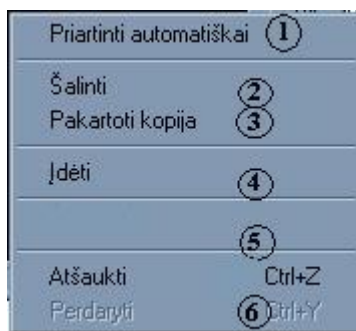 Priartinti automatiškai 1
Šalinti 2
Pakartoti kopija 3
Įdėti 4
5
Atšaukti Ctrl+Z
Perdaryti 6 Ctrl+Y